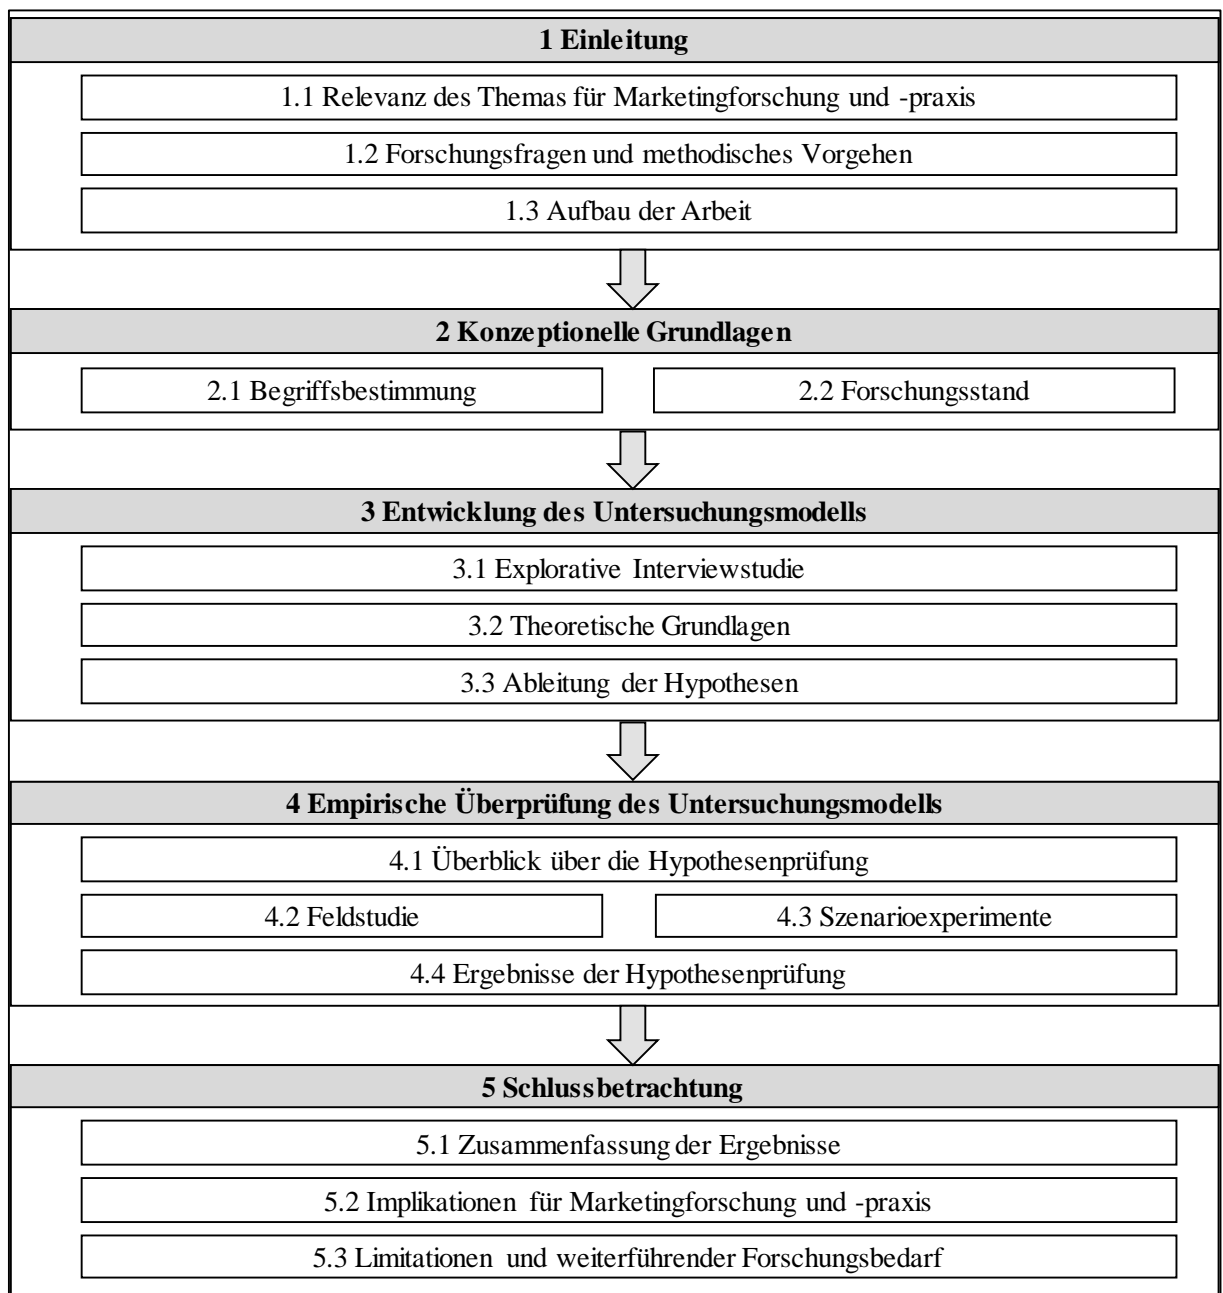 1 Einleitung
1.1 Relevanz des Themas für Marketingforschung und -praxis
1.2 Forschungsfragen und methodisches Vorgehen
1.3 Aufbau der Arbeit
2 Konzeptionelle Grundlagen
2.1 Begriffsbestimmung
2.2 Forschungsstand
3 Entwicklung des Untersuchungsmodells
3.1 Explorative Interviewstudie
3.2 Theoretische Grundlagen
3.3 Ableitung der Hypothesen
4 Empirische Überprüfung des Untersuchungsmodells
4.1 Überblick über die Hypothesenprüfung
4.2 Feldstudie
4.3 Szenarioexperimente
4.4 Ergebnisse der Hypothesenprüfung
5 Schlussbetrachtung
5.1 Zusammenfassung der Ergebnisse
5.2 Implikationen für Marketingforschung und -praxis
5.3 Limitationen und weiterführender Forschungsbedarf